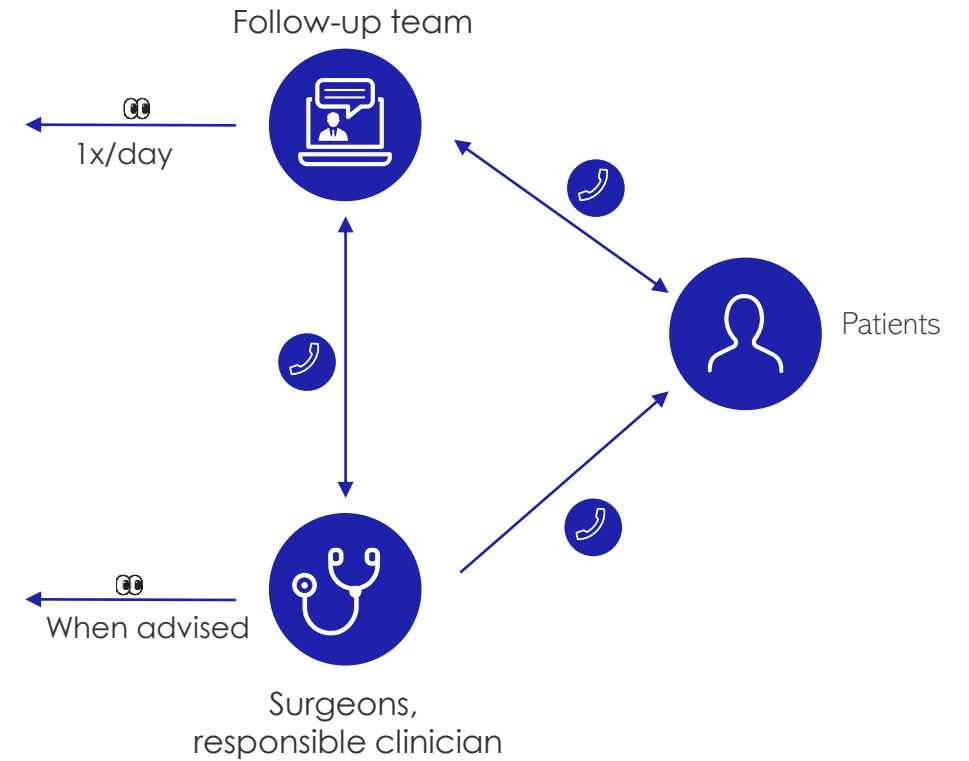 Follow-up team
1x/day
Patients
When advised
Surgeons,
responsible clinician